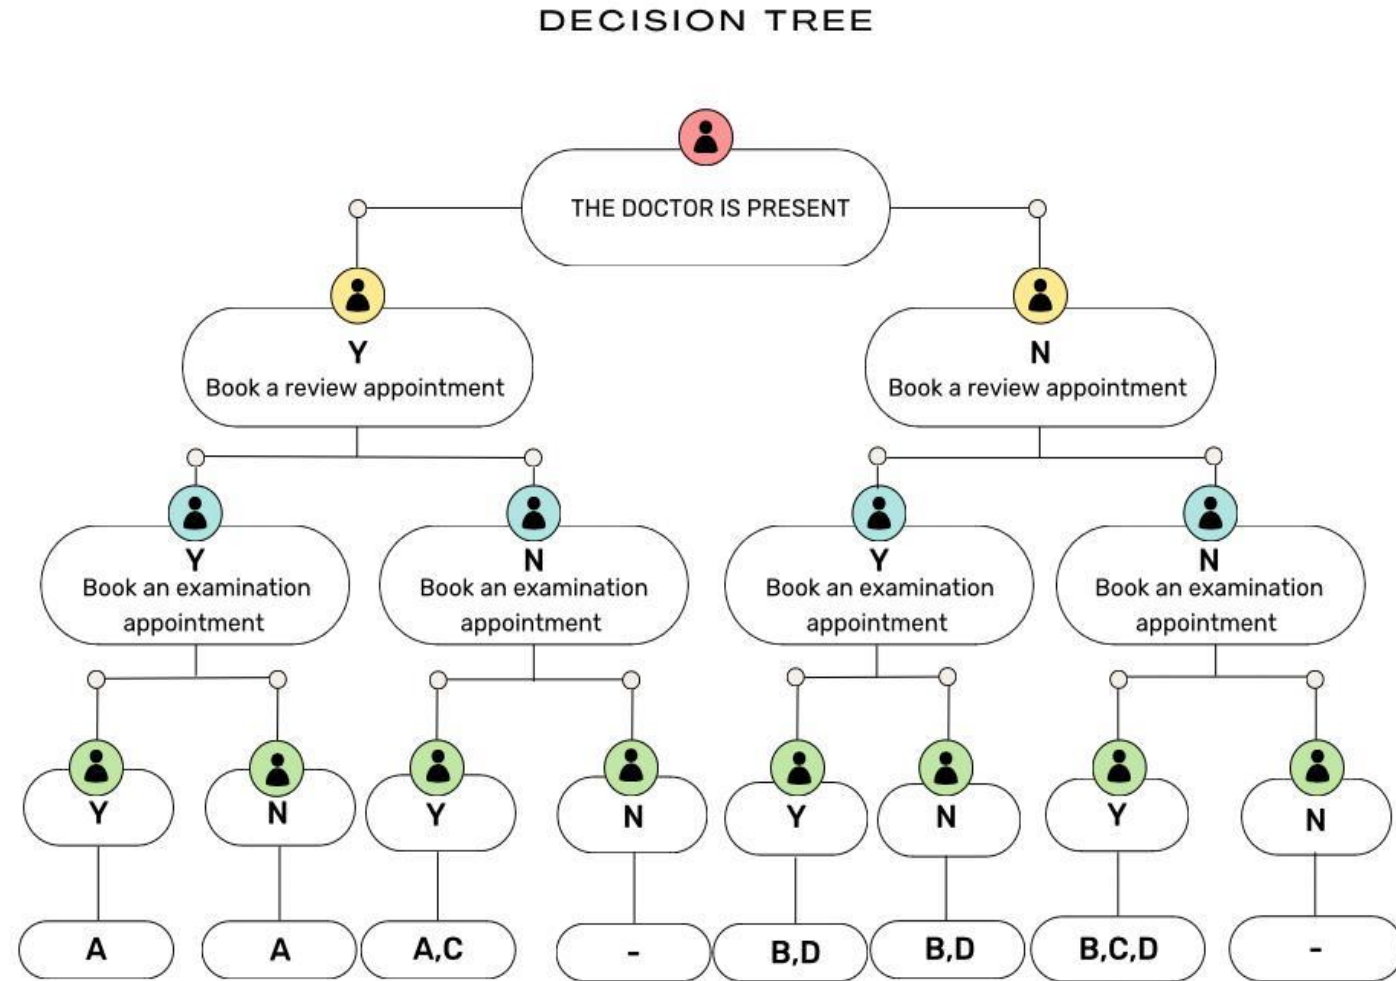 DECISION TREE
THE DOCTOR IS PRESENT
Y
Book a review appointment
N
Book a review appointment
Y
Book an examination
appointment
N
Book an examination
appointment
Y
Book an examination
appointment
N
Book an examination
appointment
Y
N
Y
N
Y
N
Y
N
A
A
A,C
-
B,D
B,D
B,C,D
-